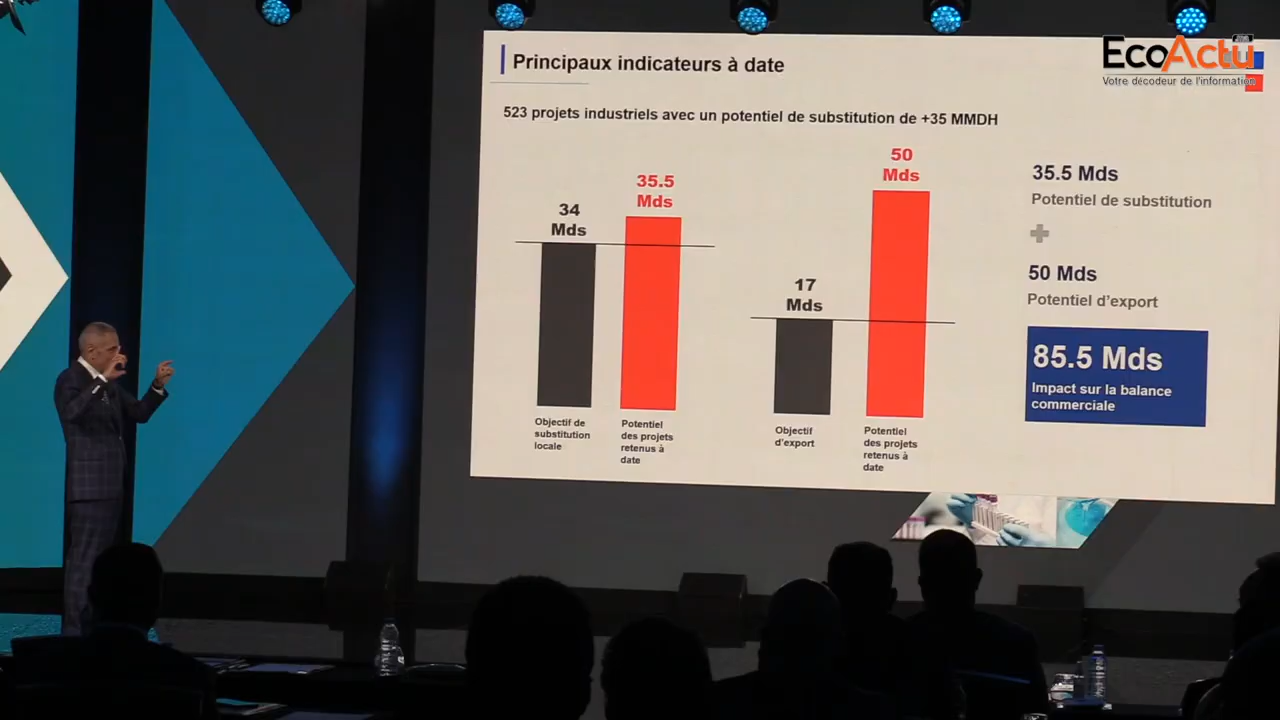 EcoActu
Votre décodeur de l'information
Principaux indicateurs à date
523 projets industriels avec un potentiel de substitution de +35 MMDH
34
Mds
35.5
Mds
Objectif de
substitution
locale
Potentiel
des projets
retenus à
date
17
Mds
50
Mds
Objectif
d'export
Potentiel
des projets
retenus à
date
35.5 Mds
Potentiel de substitution
50 Mds
Potentiel d'export
85.5 Mds
Impact sur la balance
commerciale